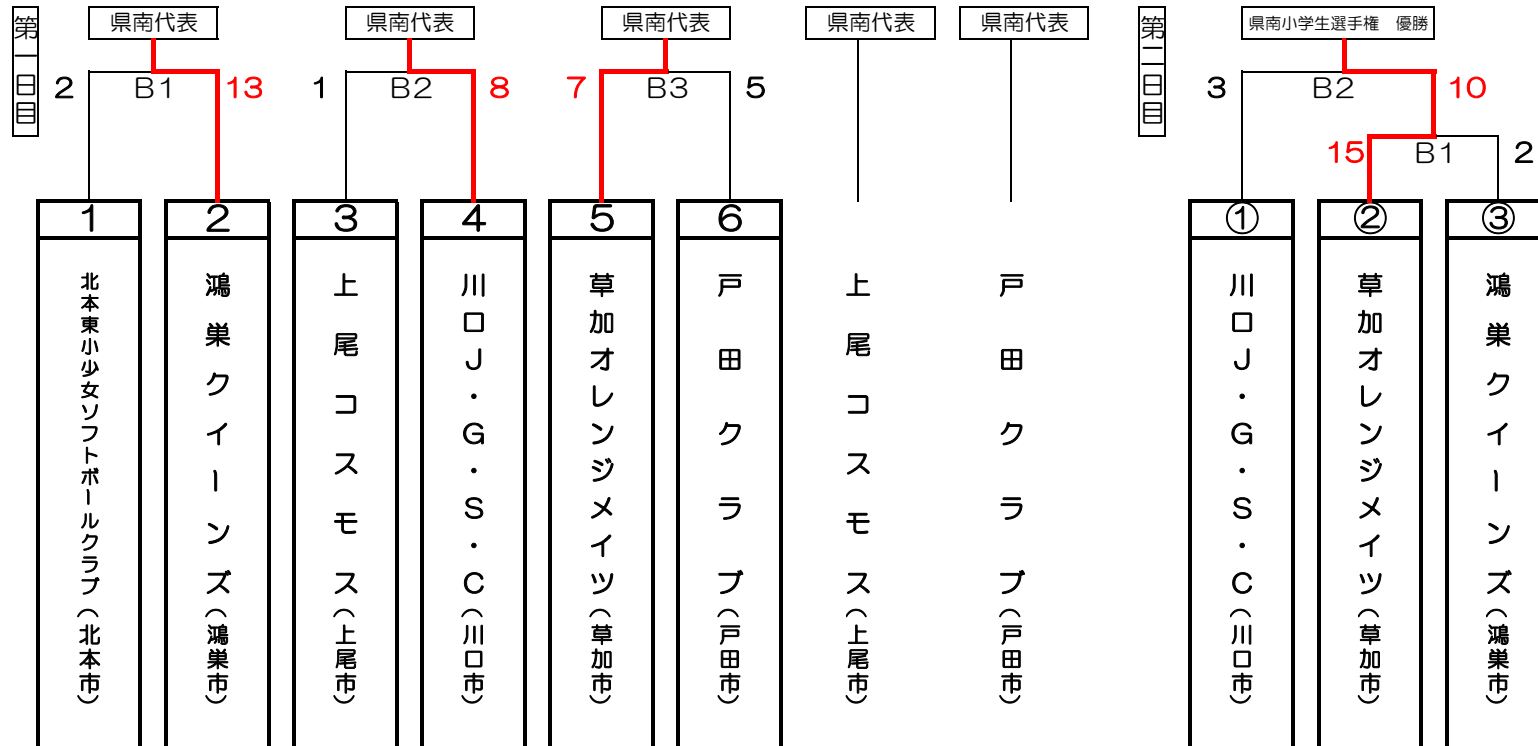 第一日目
県南代表
県南代表
県南代表
県南代表
県南代表
2 B1 13
1 B2 8
7 B3 5
1
2
3
4
5
6
北本東小少女ソフトボールクラブ(北本市)
鴻巣クイーンズ(鴻巣市)
上尾コスモス(上尾市)
川口J・G・S・C(川口市)
草加オレンジメイツ(草加市)
戸田クラブ(戸田市)
上尾コスモス(上尾市)
戸田クラブ(戸田市)
第二日目
県南小学生選手権 優勝
3 B2 10
15 B1 2
①
②
③
川口J・G・S・C(川口市)
草加オレンジメイツ(草加市)
鴻巣クイーンズ(鴻巣市)